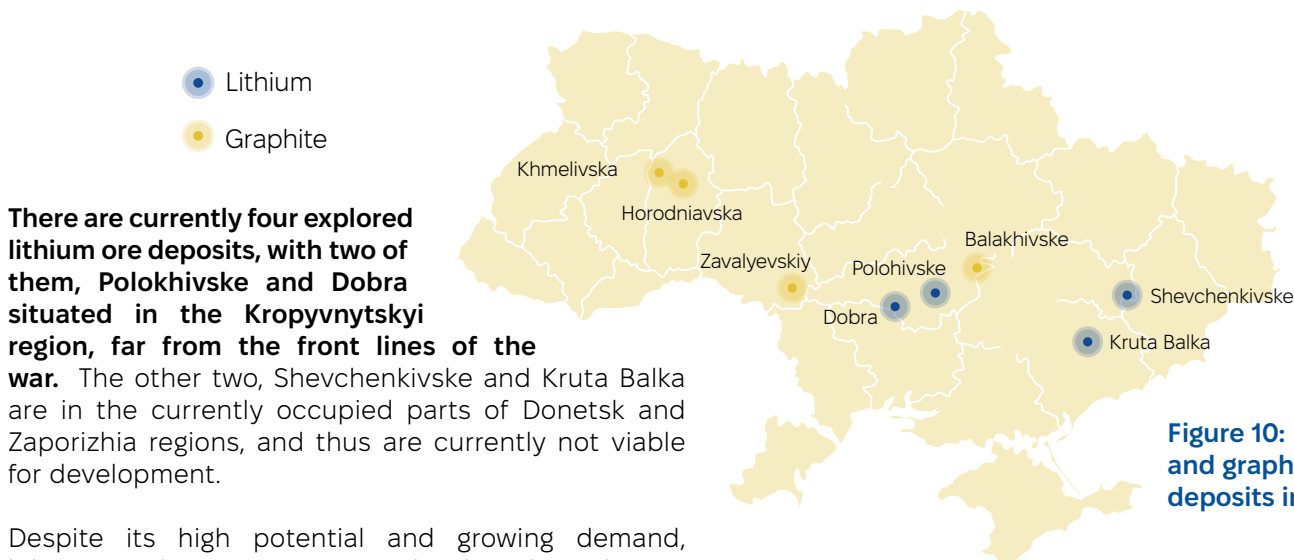 Lithium
Graphite
There are currently four explored
lithium ore deposits, with two of
them, Polokhivske and Dobra
situated in the Kropyvnytskyi
region, far from the front lines of the
war. The other two, Shevchenkivske and Kruta Balka
are in the currently occupied parts of Donetsk and
Zaporizhia regions, and thus are currently not viable
for development.
Despite its high potential and growing demand,
Khmelivska
Horodniavska
Zavalyevskiy
Polohivske
Balakhivske
Dobra
Shevchenkivske
Kruta Balka
Figure 10:
and graph
deposits i